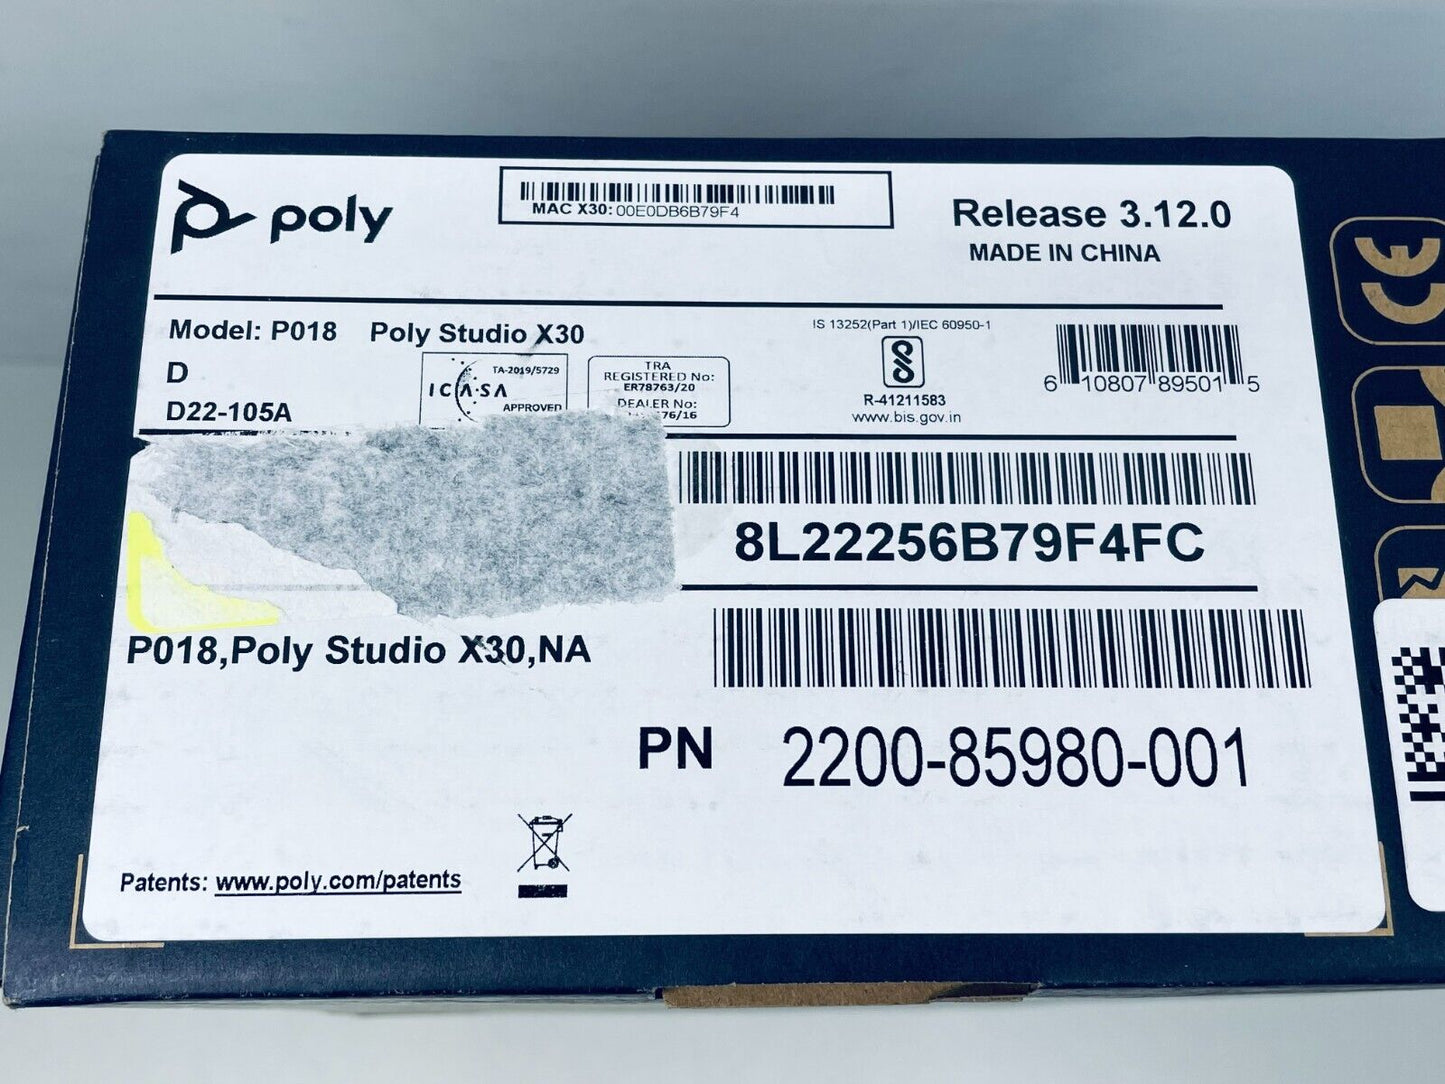 poly
MAC X30: 00E0DB6B79F4
Release 3.12.0
MADE IN CHINA
Model: P018 Poly Studio X30
D
D22-105A
TA-2019/5729
ICASA
APPROVED
TRA
REGISTERED No:
ER78763/20
DEALER No:
76/16
IS 13252(Part 1)/IEC 60950-1
R-41211583
www.bis.gov.in
6 10807 89501 5
8L22256B79F4FC
P018,Poly Studio X30,NA
PN 2200-85980-001
Patents: www.poly.com/patents
CE